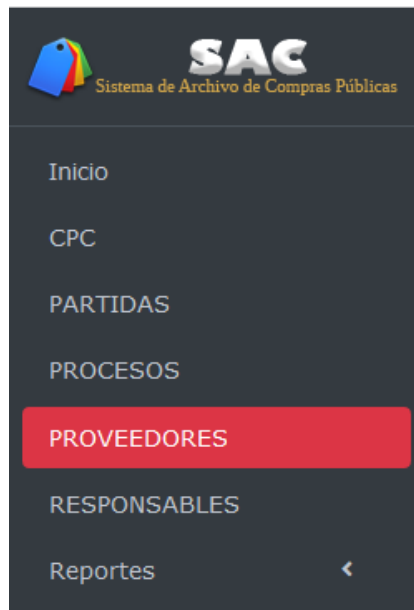 SAC
Sistema de Archivo de Compras Públicas
Inicio
CPC
PARTIDAS
PROCESOS
PROVEEDORES
RESPONSABLES
Reportes